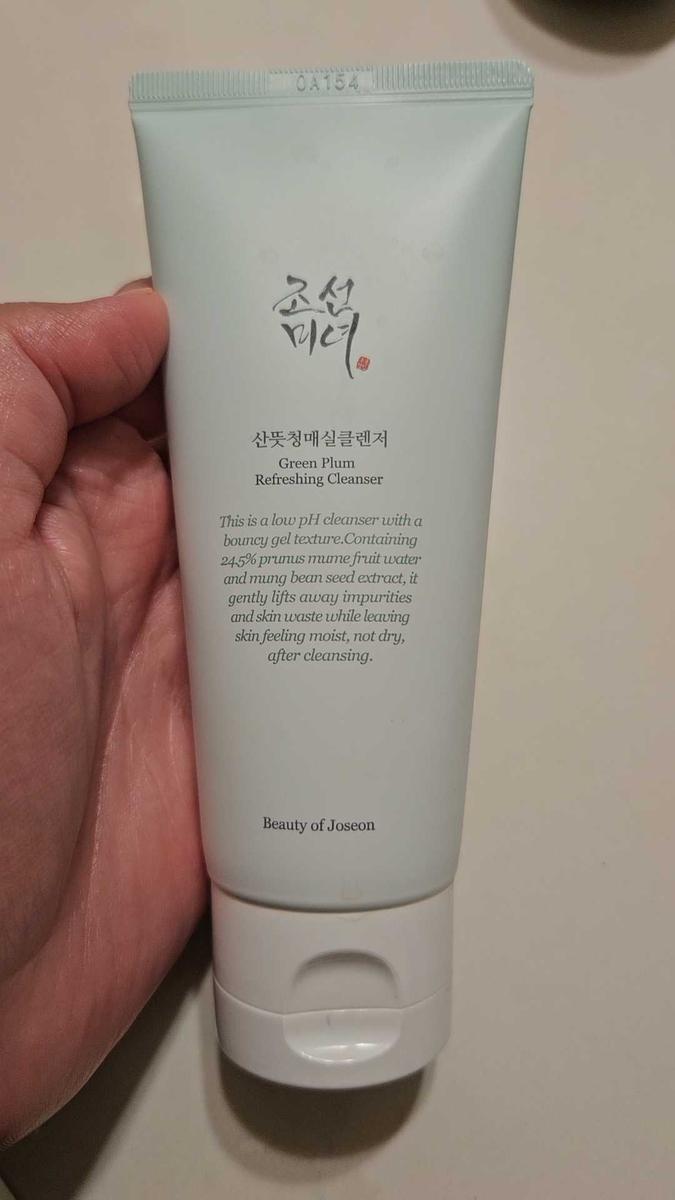 0A154
조선
미녀
산뜻청매실클렌저
Green Plum
Refreshing Cleanser
This is a low pH cleanser with a
bouncy gel texture.Containing
24.5% prunus mume fruit water
and mung bean seed extract, it
gently lifts away impurities
and skin waste while leaving
skin feeling moist, not dry,
after cleansing.
Beauty of Joseon